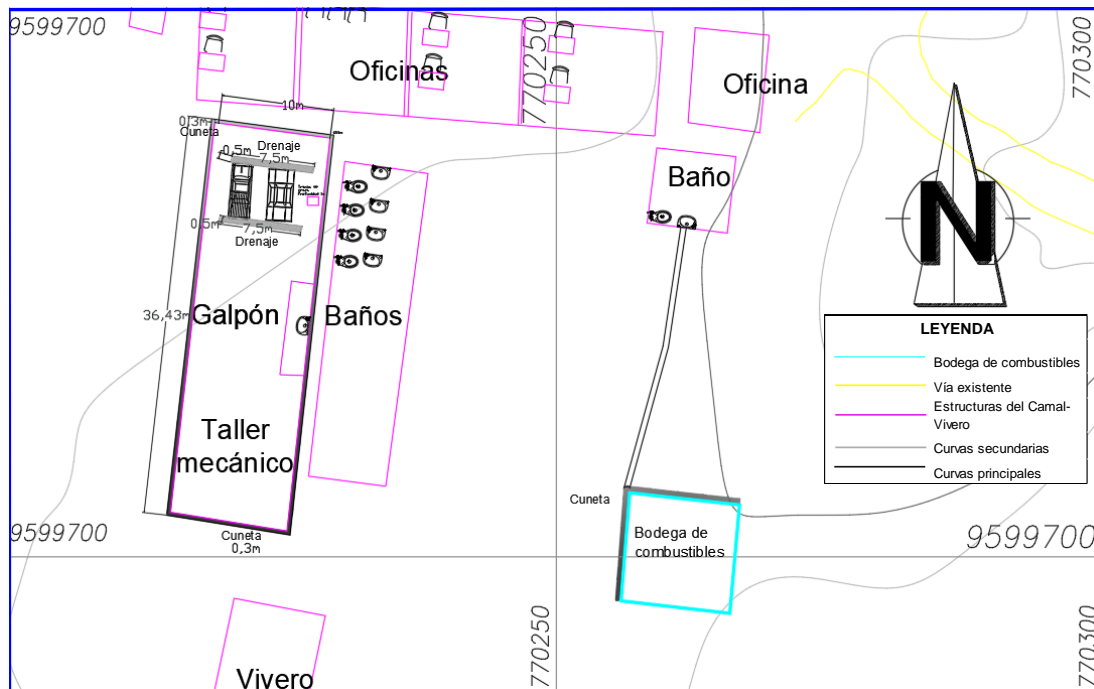 9599700
770250
770300
Oficinas
Oficina
10m
0,3m
Cuneta
Drenaje
0,5m
7,5m
Baño
N
0,5m
7,5m
Drenaje
36,43m
Galpón
Baños
LEYENDA
Bodega de combustibles
Vía existente
Estructuras del Camal-
Vivero
Curvas secundarias
Curvas principales
Taller
mecánico
Cuneta
9599700
Cuneta
0,3m
Bodega de
combustibles
9599700
770250
770300
Vivero